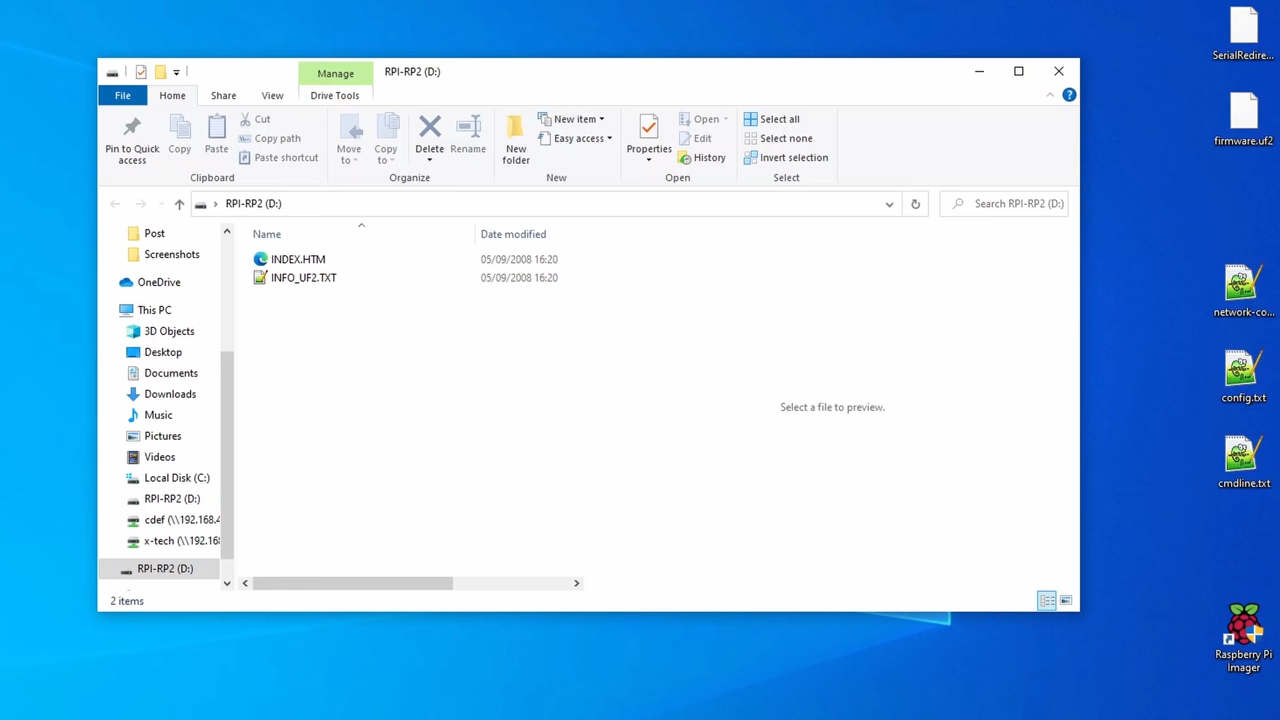 Manage
RPI-RP2 (D:)
File
Home
Share
View
Drive Tools
Pin to Quick
access
Copy
Paste
Cut
Copy path
Paste shortcut
Clipboard
Move
to
Copy
to
Delete
Rename
Organize
New
folder
New item
Easy access
New
Properties
Open
Edit
History
Open
Select all
Select none
Invert selection
Select
RPI-RP2 (D:)
Search RPI-RP2 (D:)
Post
Screenshots
OneDrive
This PC
3D Objects
Desktop
Documents
Downloads
Music
Pictures
Videos
Local Disk (C:)
RPI-RP2 (D:)
cdef (\\192.168.4
x-tech (\\192.168
RPI-RP2 (D:)
Name
Date modified
INDEX.HTM
05/09/2008 16:20
INFO_UF2.TXT
05/09/2008 16:20
Select a file to preview.
2 items
SerialRedire...
firmware.uf2
network-co...
config.txt
cmdline.txt
Raspberry Pi
Imager